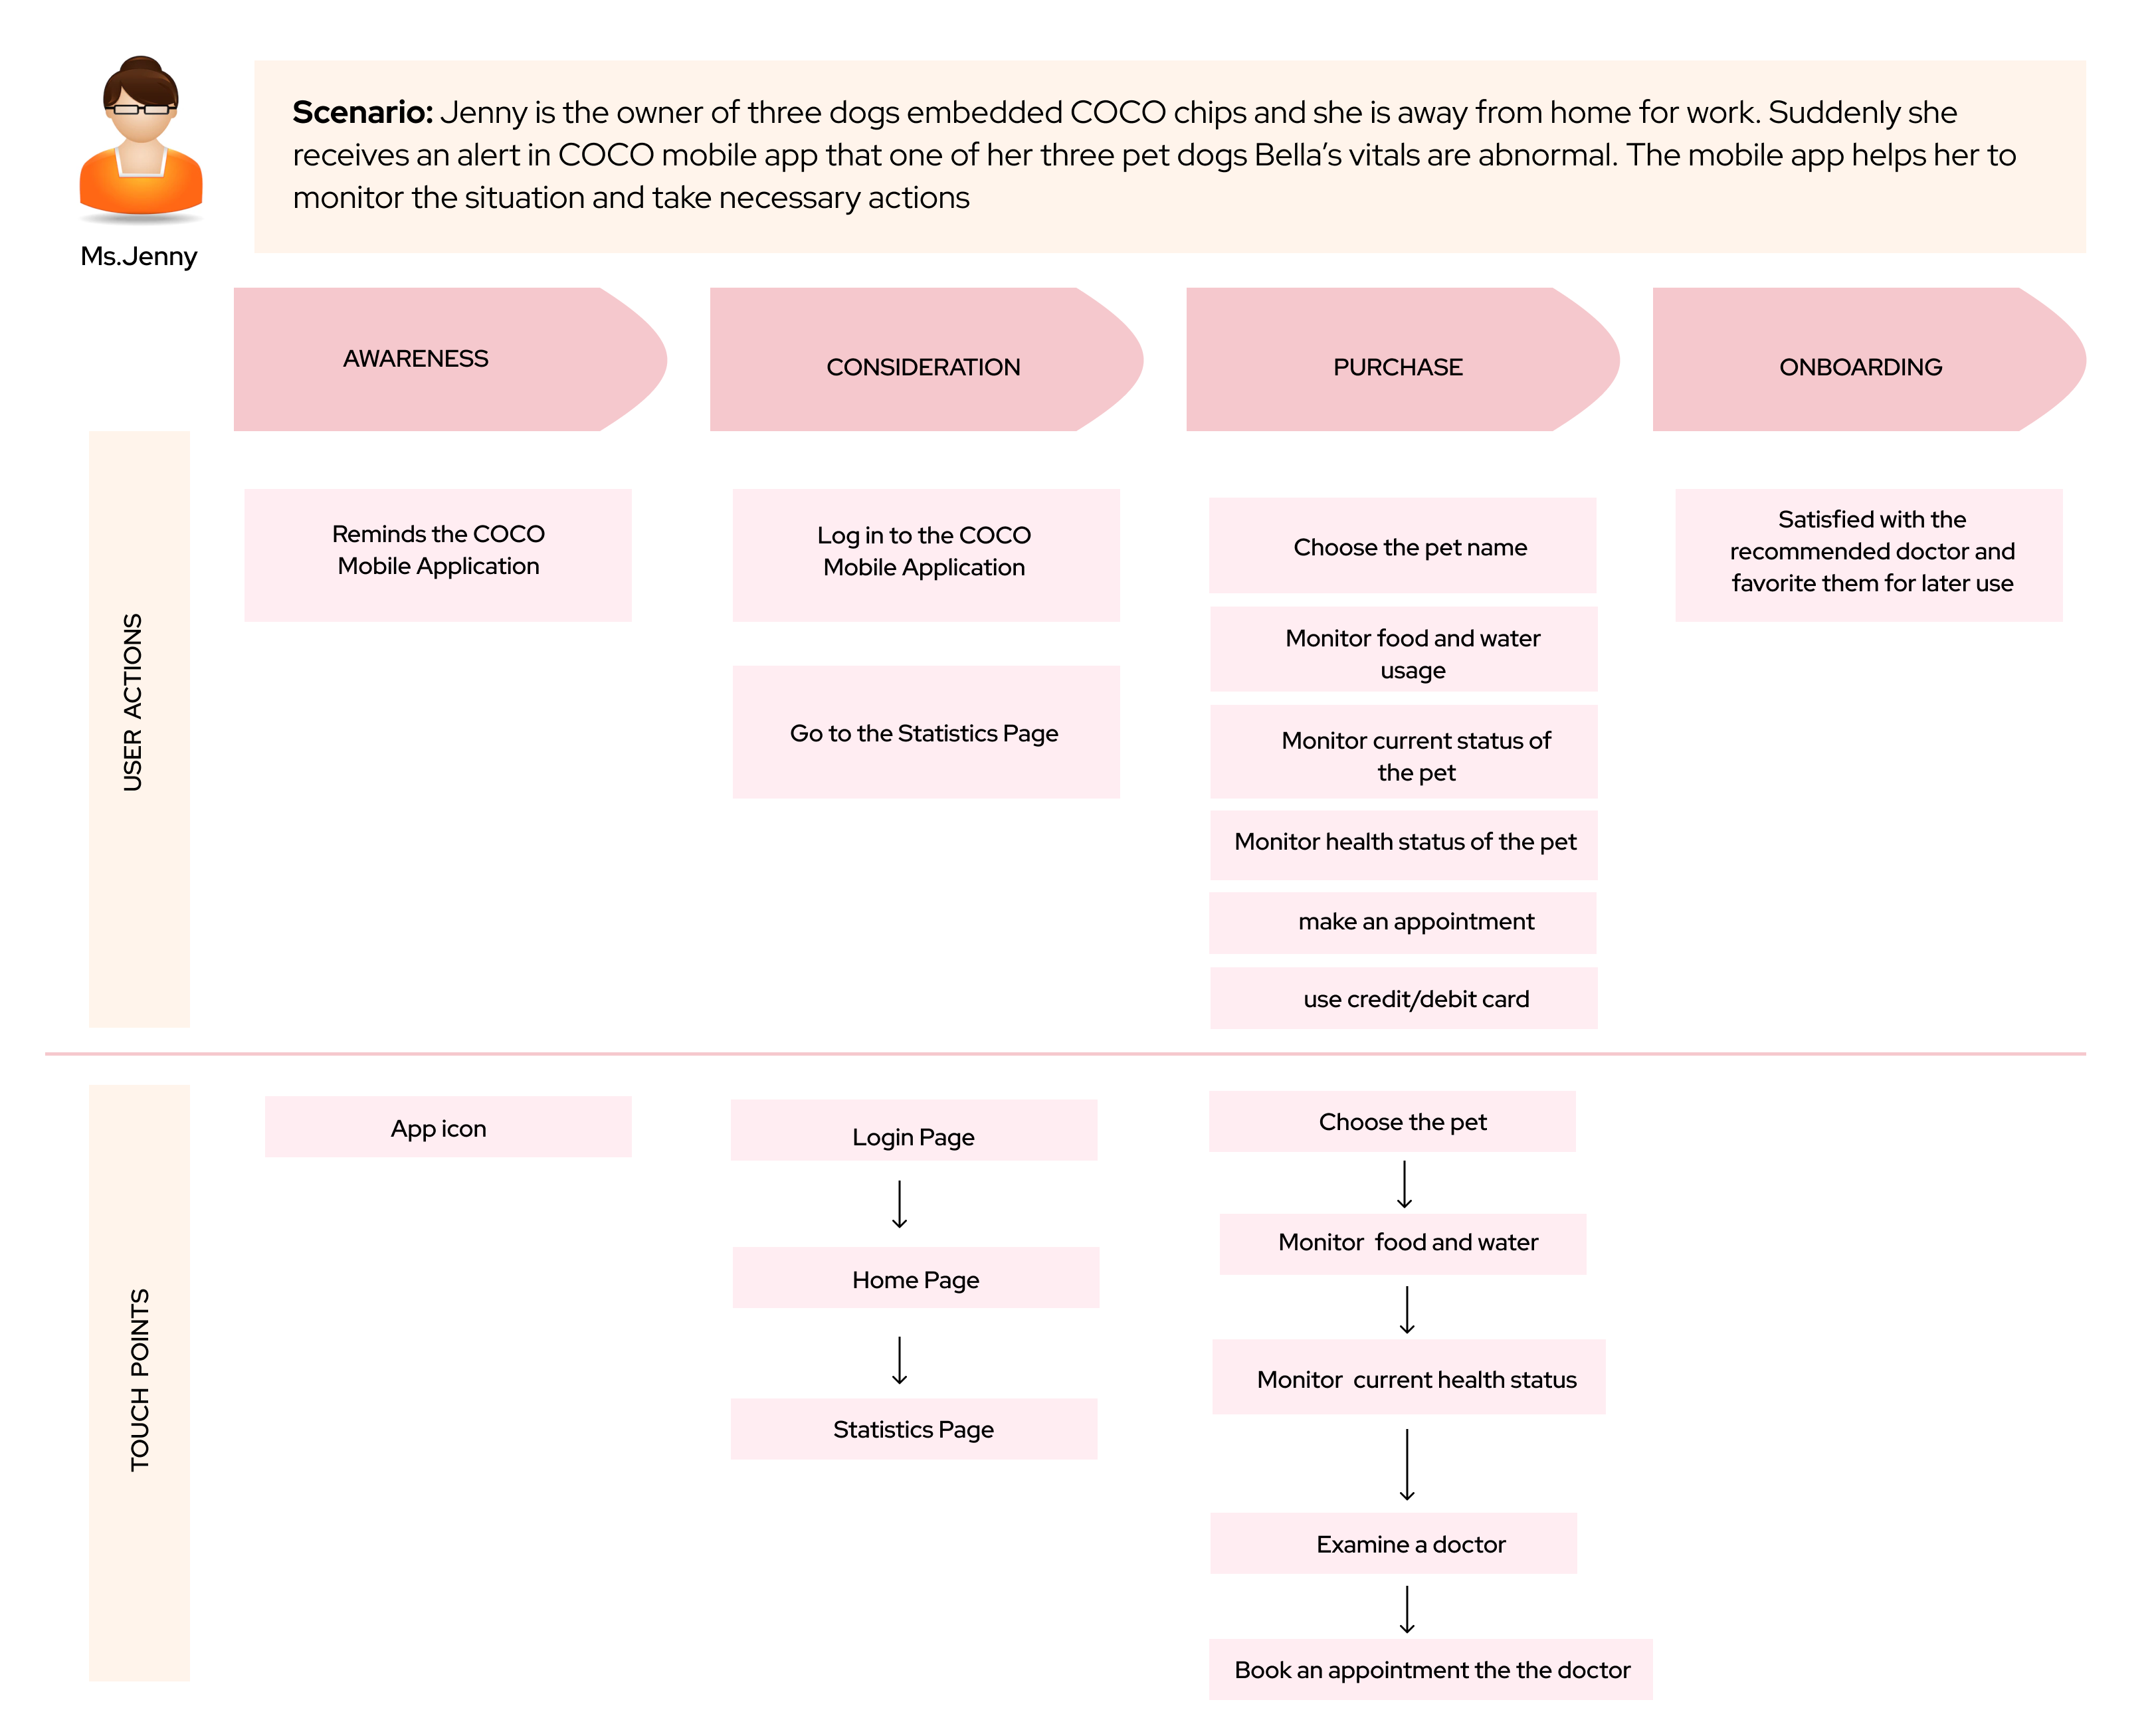 Scenario: Jenny is the owner of three dogs embedded COCO chips and she is away from home for work. Suddenly she
receives an alert in COCO mobile app that one of her three pet dogs Bella’s vitals are abnormal. The mobile app helps her to
monitor the situation and take necessary actions
Ms.Jenny
AWARENESS
CONSIDERATION
PURCHASE
ONBOARDING
USER ACTIONS
Reminds the COCO
Mobile Application
Log in to the COCO
Mobile Application
Go to the Statistics Page
Choose the pet name
Monitor food and water
usage
Monitor current status of
the pet
Monitor health status of the pet
make an appointment
use credit/debit card
Satisfied with the
recommended doctor and
favorite them for later use
TOUCH POINTS
App icon
Login Page
Home Page
Statistics Page
Choose the pet
Monitor  food and water
Monitor  current health status
Examine a doctor
Book an appointment the the doctor